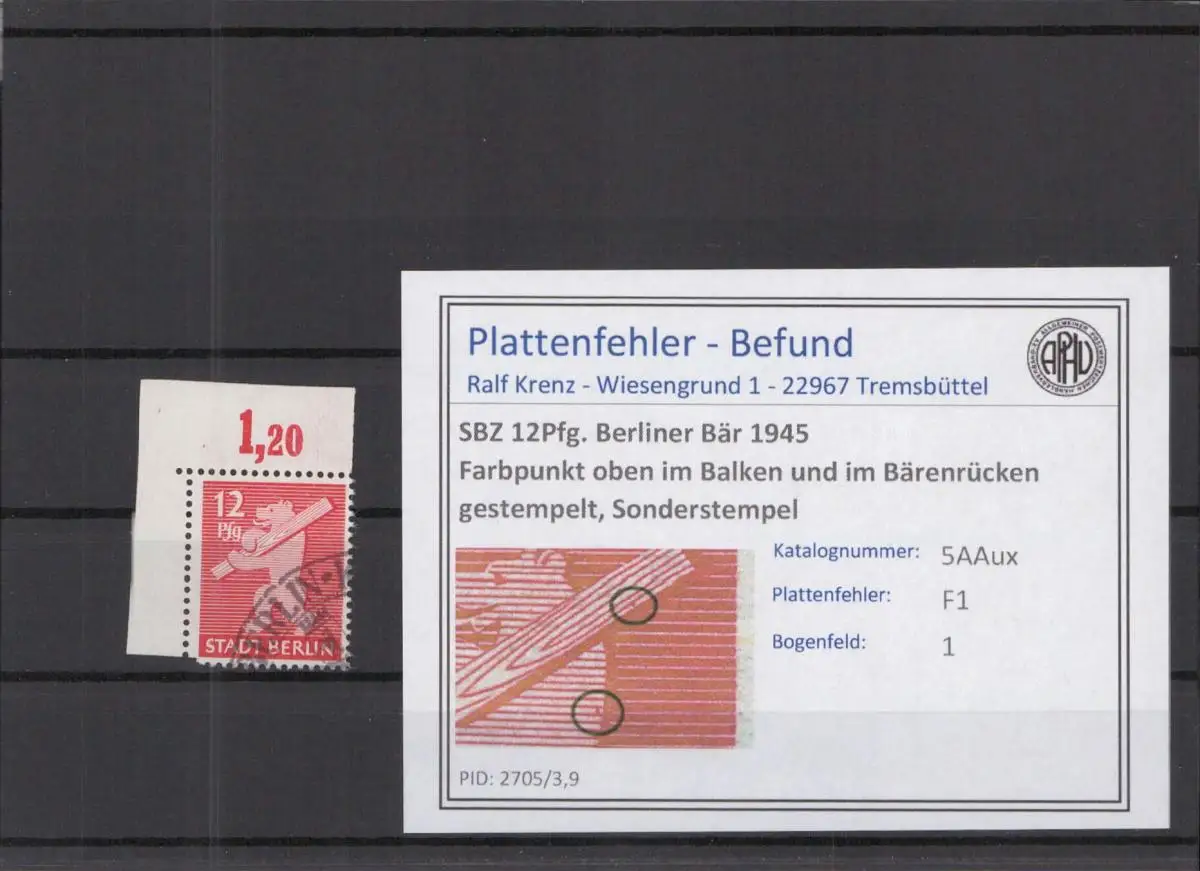 1,20
12
Pfg
STADT BERLIN
Plattenfehler - Befund
Ralf Krenz - Wiesengrund 1 - 22967 Tremsbüttel
APHV
SBZ 12Pfg. Berliner Bär 1945
Farbpunkt oben im Balken und im Bärenrücken
gestempelt, Sonderstempel
Katalognummer: 5AAux
Plattenfehler: F1
Bogenfeld: 1
PID: 2705/3,9